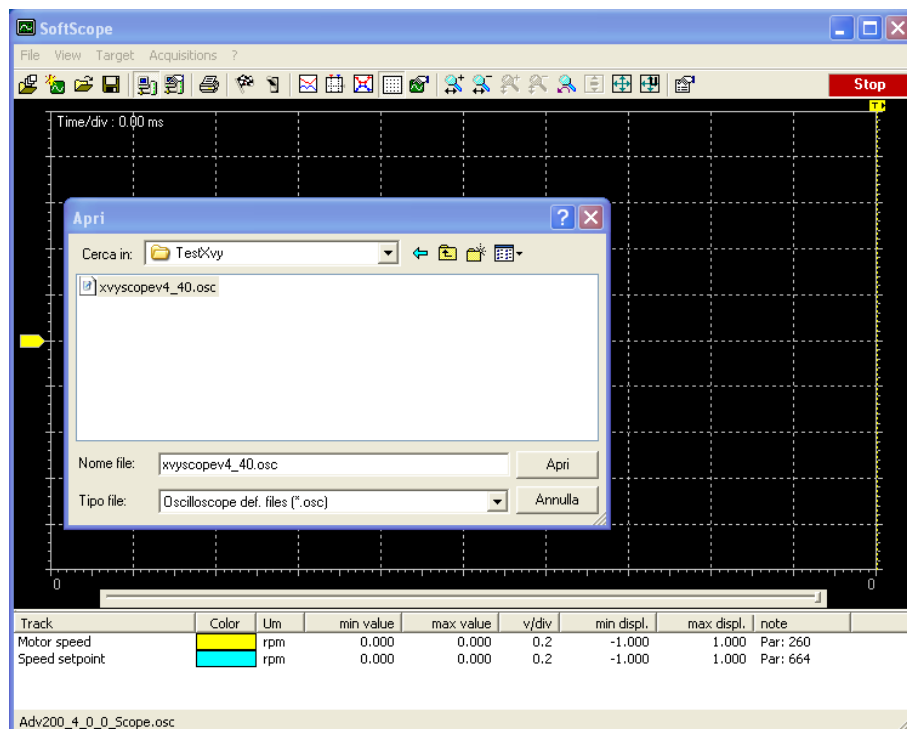 SoftScope
File View Target Acquisitions ?
Stop
T
Time/div : 0.00 ms
Apri
Cerca in: TestXvy
xvyscopev4_40.osc
Nome file: xvyscopev4_40.osc Apri
Tipo file: Oscilloscope def. files (*.osc) Annulla
0 0
Track Color Um min value max value v/div min displ. max displ. note
Motor speed rpm 0.000 0.000 0.2 -1.000 1.000 Par: 260
Speed setpoint rpm 0.000 0.000 0.2 -1.000 1.000 Par: 664
Adv200_4_0_0_Scope.osc